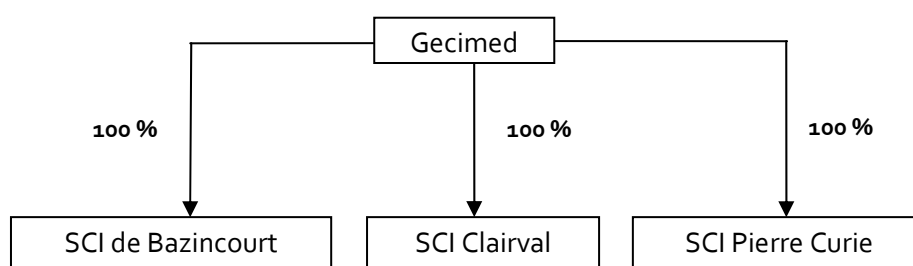 Gecimed
100 %
100 %
100 %
SCI de Bazincourt
SCI Clairval
SCI Pierre Curie